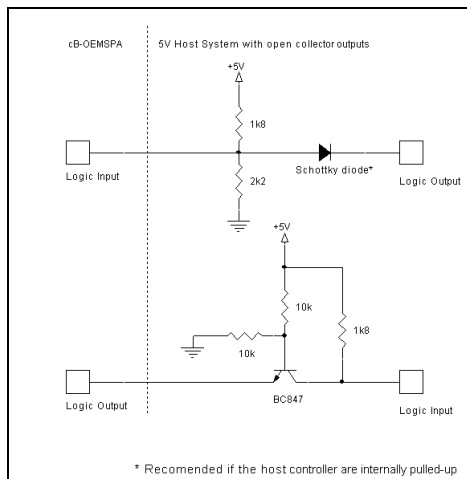 cB-OEMSPA
5V Host System with open collector outputs
+5V
1k8
Logic Input
Schottky diode*
Logic Output
2k2
+5V
10k
1k8
10k
Logic Output
BC847
Logic Input
* Recomended if the host controller are internally pulled-up